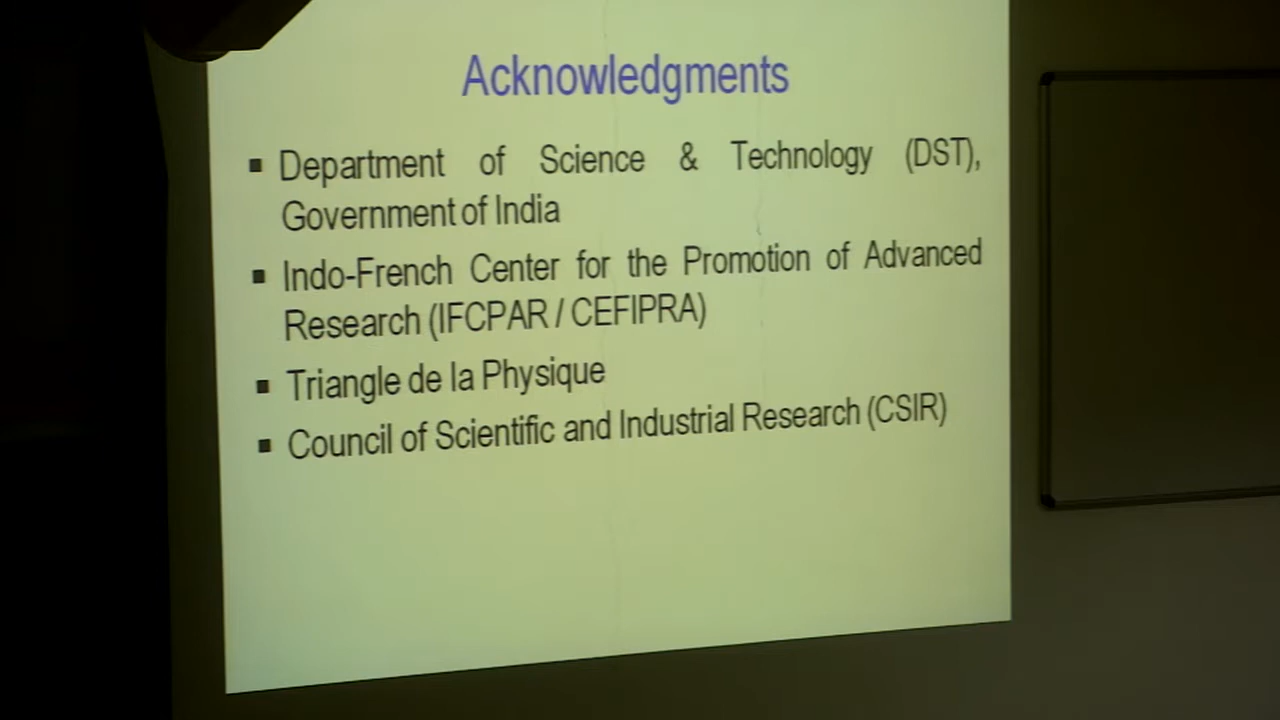 Acknowledgments
▪ Department of Science & Technology (DST),
Government of India
▪ Indo-French Center for the Promotion of Advanced
Research (IFCPAR / CEFIPRA)
▪ Triangle de la Physique
▪ Council of Scientific and Industrial Research (CSIR)